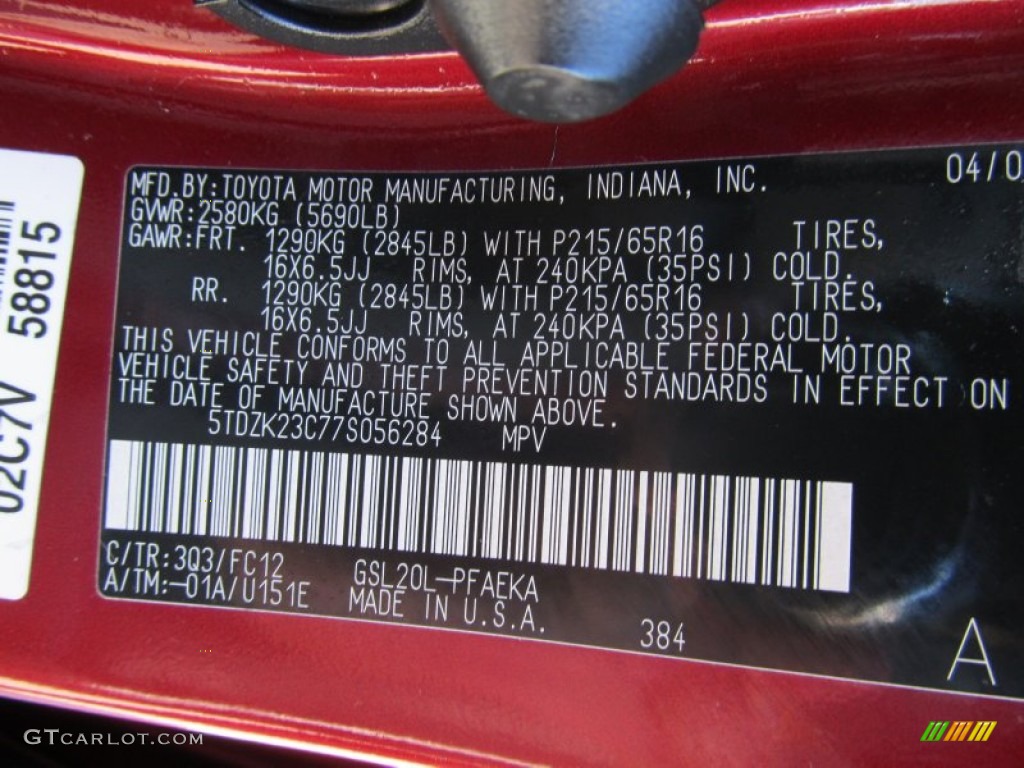 MFD.BY:TOYOTA MOTOR MANUFACTURING, INDIANA, INC. 04/0
GVWR:2580KG (5690LB)
GAWR:FRT. 1290KG (2845LB) WITH P215/65R16 TIRES,
16X6.5JJ RIMS, AT 240KPA (35PSI) COLD.
RR. 1290KG (2845LB) WITH P215/65R16 TIRES,
16X6.5JJ RIMS, AT 240KPA (35PSI) COLD.
THIS VEHICLE CONFORMS TO ALL APPLICABLE FEDERAL MOTOR
VEHICLE SAFETY AND THEFT PREVENTION STANDARDS IN EFFECT ON
THE DATE OF MANUFACTURE SHOWN ABOVE.
5TDZK23C77S056284 MPV
C/TR:3Q3/FC12 GSL20L-PFAEKA
A/TM:-01A/U151E MADE IN U.S.A. 384
A
02C7V 58815
GTCARLOT.COM